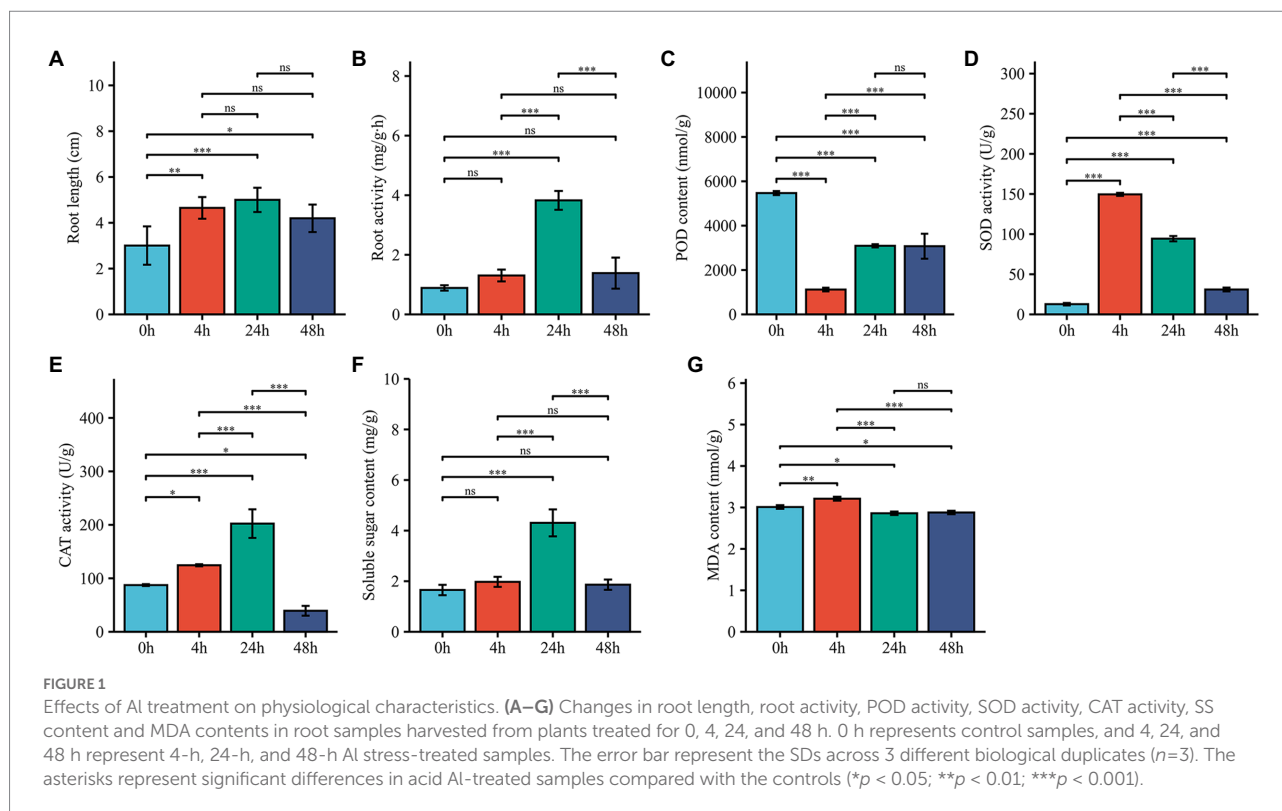 A
B
C
D
Root length (cm)
10
8
6
4
2
0
0h 4h 24h 48h
ns
ns
ns
*
***
**
Root activity (mg/g·h)
8
6
4
2
0
0h 4h 24h 48h
***
ns
***
ns
***
ns
POD content (nmol/g)
10000
8000
6000
4000
2000
0
0h 4h 24h 48h
ns
***
***
***
***
***
SOD activity (U/g)
300
250
200
150
100
50
0
0h 4h 24h 48h
***
***
***
***
***
***
E
F
G
CAT activity (U/g)
400
300
200
100
0
0h 4h 24h 48h
***
***
***
*
***
*
Soluble sugar content (mg/g)
10
8
6
4
2
0
0h 4h 24h 48h
***
ns
***
ns
***
ns
MDA content (nmol/g)
6
5
4
3
2
1
0
0h 4h 24h 48h
ns
***
***
*
*
**
FIGURE 1
Effects of Al treatment on physiological characteristics. (A–G) Changes in root length, root activity, POD activity, SOD activity, CAT activity, SS
content and MDA contents in root samples harvested from plants treated for 0, 4, 24, and 48 h. 0 h represents control samples, and 4, 24, and
48 h represent 4-h, 24-h, and 48-h Al stress-treated samples. The error bar represent the SDs across 3 different biological duplicates (n=3). The
asterisks represent significant differences in acid Al-treated samples compared with the controls (*p < 0.05; **p < 0.01; ***p < 0.001).